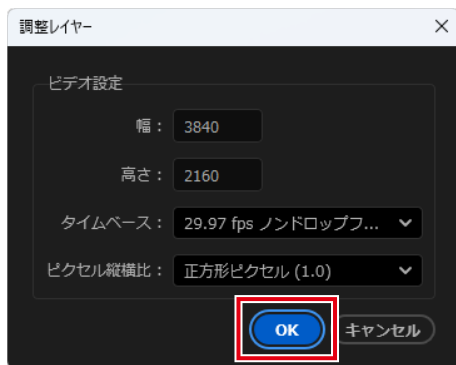 調整レイヤー
ビデオ設定
幅： 3840
高さ： 2160
タイムベース： 29.97 fps ノンドロップフ...
ピクセル縦横比： 正方形ピクセル (1.0)
OK キャンセル